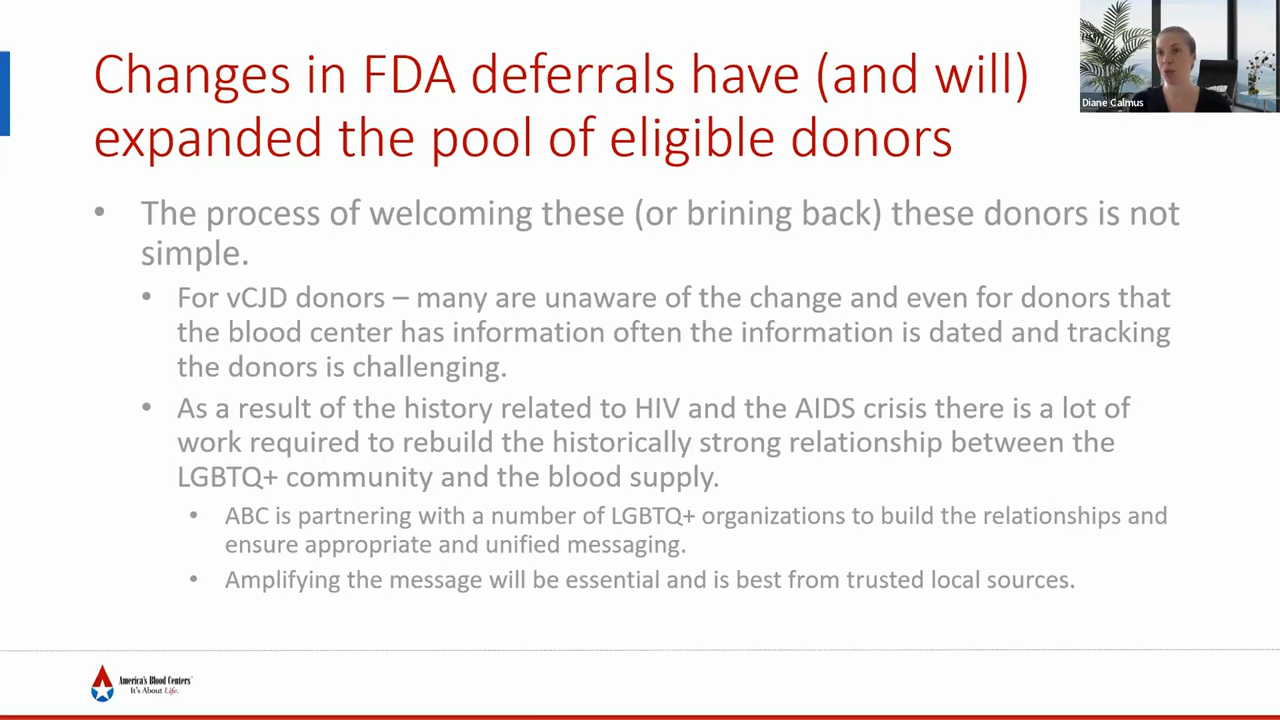 Changes in FDA deferrals have (and will)
expanded the pool of eligible donors
Diane Calmus
• The process of welcoming these (or brining back) these donors is not
simple.
• For vCJD donors – many are unaware of the change and even for donors that
the blood center has information often the information is dated and tracking
the donors is challenging.
• As a result of the history related to HIV and the AIDS crisis there is a lot of
work required to rebuild the historically strong relationship between the
LGBTQ+ community and the blood supply.
• ABC is partnering with a number of LGBTQ+ organizations to build the relationships and
ensure appropriate and unified messaging.
• Amplifying the message will be essential and is best from trusted local sources.
America's Blood Centers
It's About Life.